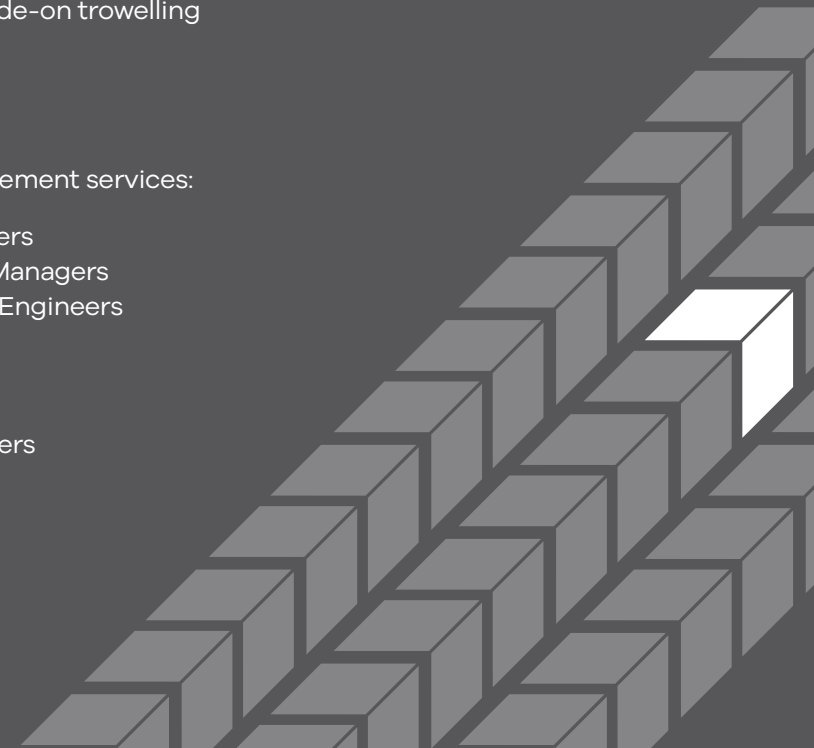 de-on trowelling
ement services:
ers
Managers
Engineers
ers